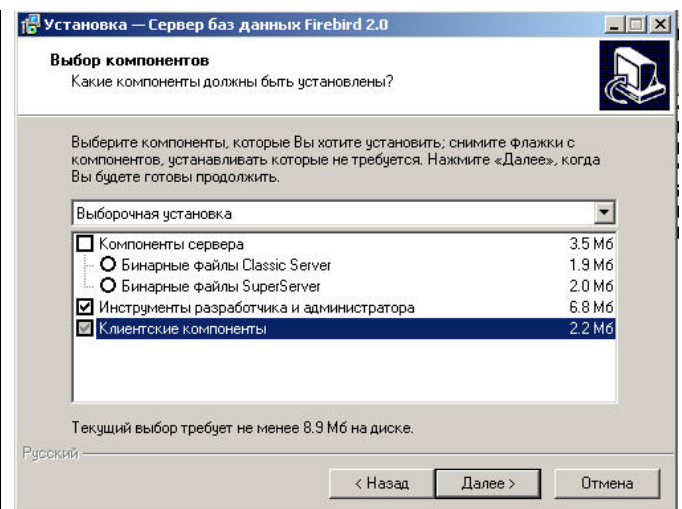 Установка — Сервер баз данных Firebird 2.0
Выбор компонентов
Какие компоненты должны быть установлены?
Выберите компоненты, которые Вы хотите установить; снимите флажки с
компонентов, устанавливать которые не требуется. Нажмите «Далее», когда
Вы будете готовы продолжить.
Выборочная установка
Компоненты сервера 3.5 Мб
Бинарные файлы Classic Server 1.9 Мб
Бинарные файлы SuperServer 2.0 Мб
Инструменты разработчика и администратора 6.8 Мб
Клиентские компоненты 2.2 Мб
Текущий выбор требует не менее 8.9 Мб на диске.
Русский
< Назад Далее > Отмена